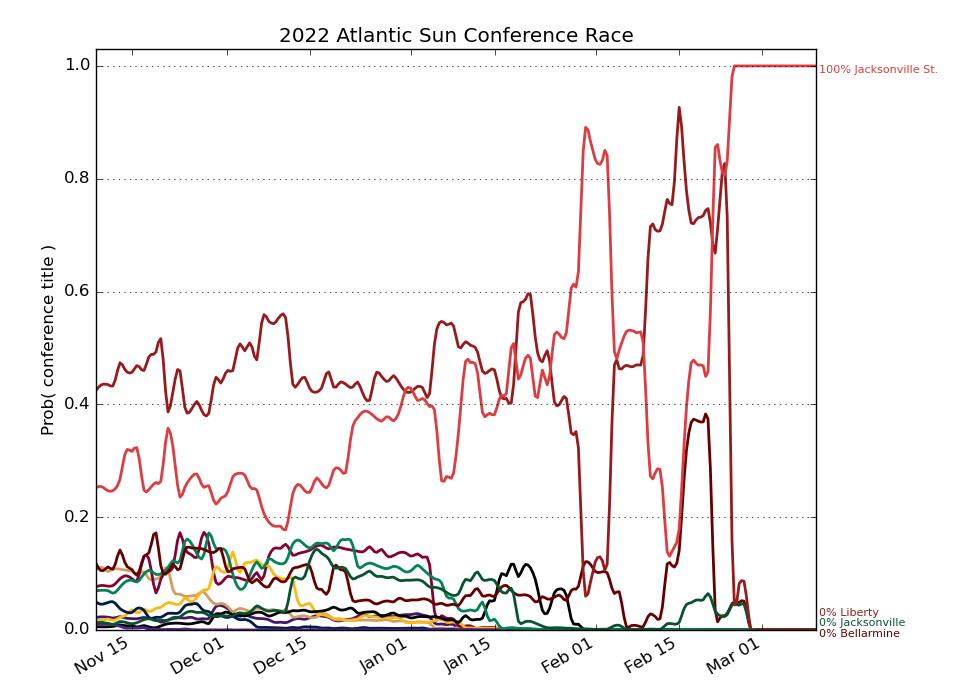 2022 Atlantic Sun Conference Race
Prob( conference title )
1.0
0.8
0.6
0.4
0.2
0.0
100% Jacksonville St.
0% Liberty
0% Jacksonville
0% Bellarmine
Nov 15
Dec 01
Dec 15
Jan 01
Jan 15
Feb 01
Feb 15
Mar 01